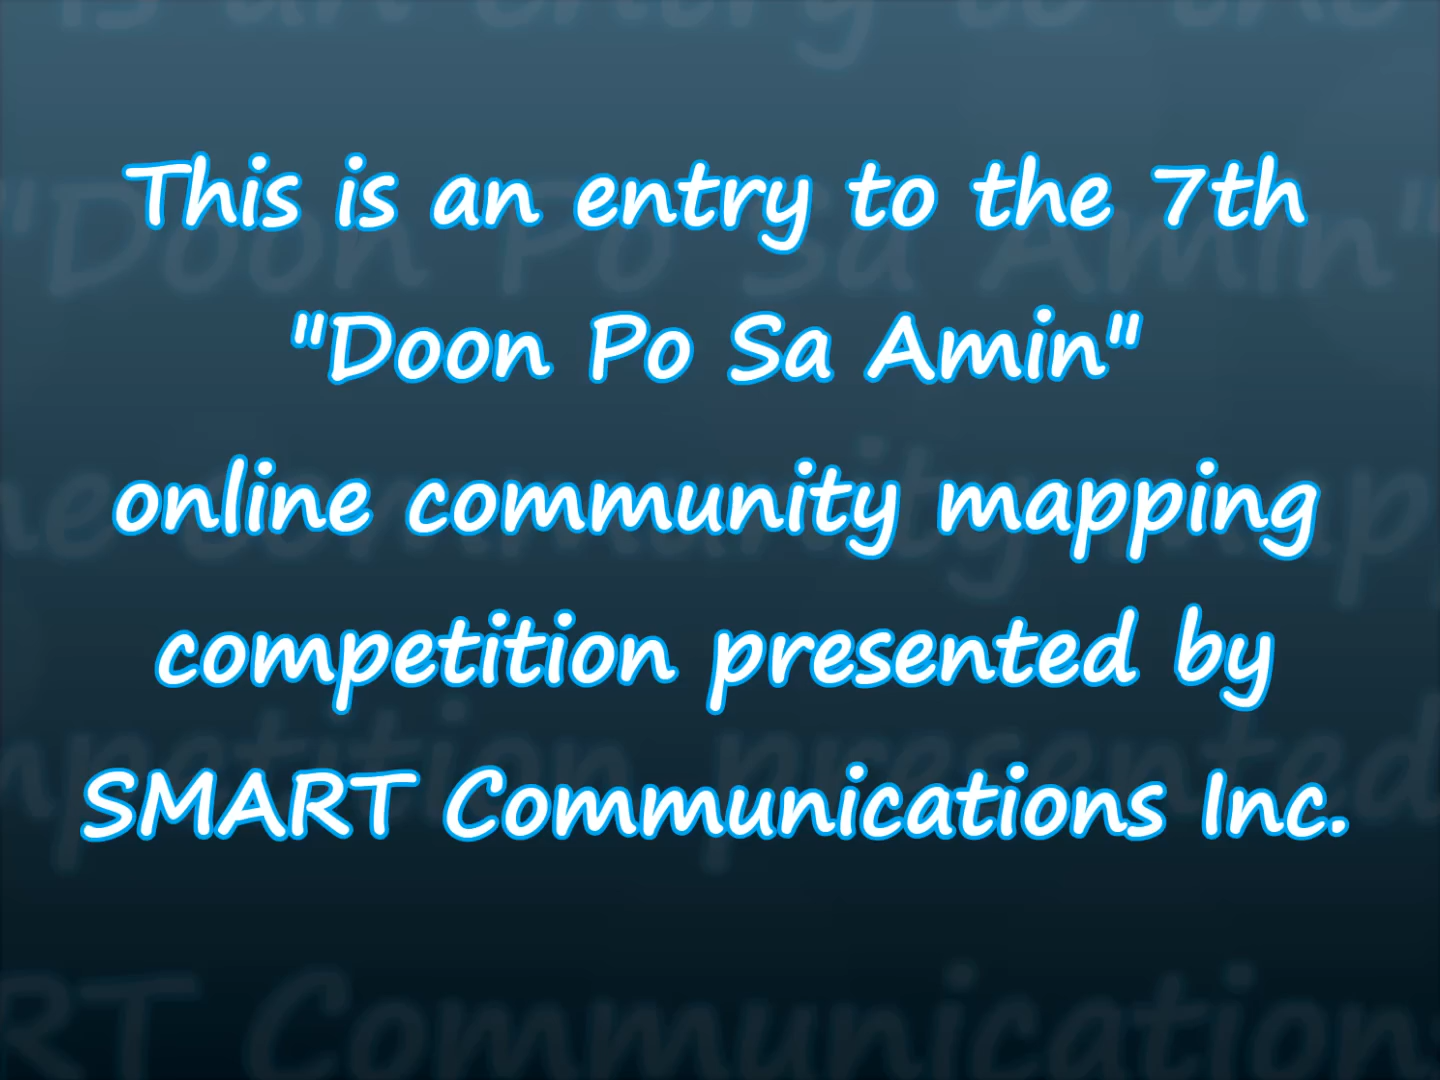 This is an entry to the 7th
"Doon Po Sa Amin"
online community mapping
competition presented by
SMART Communications Inc.